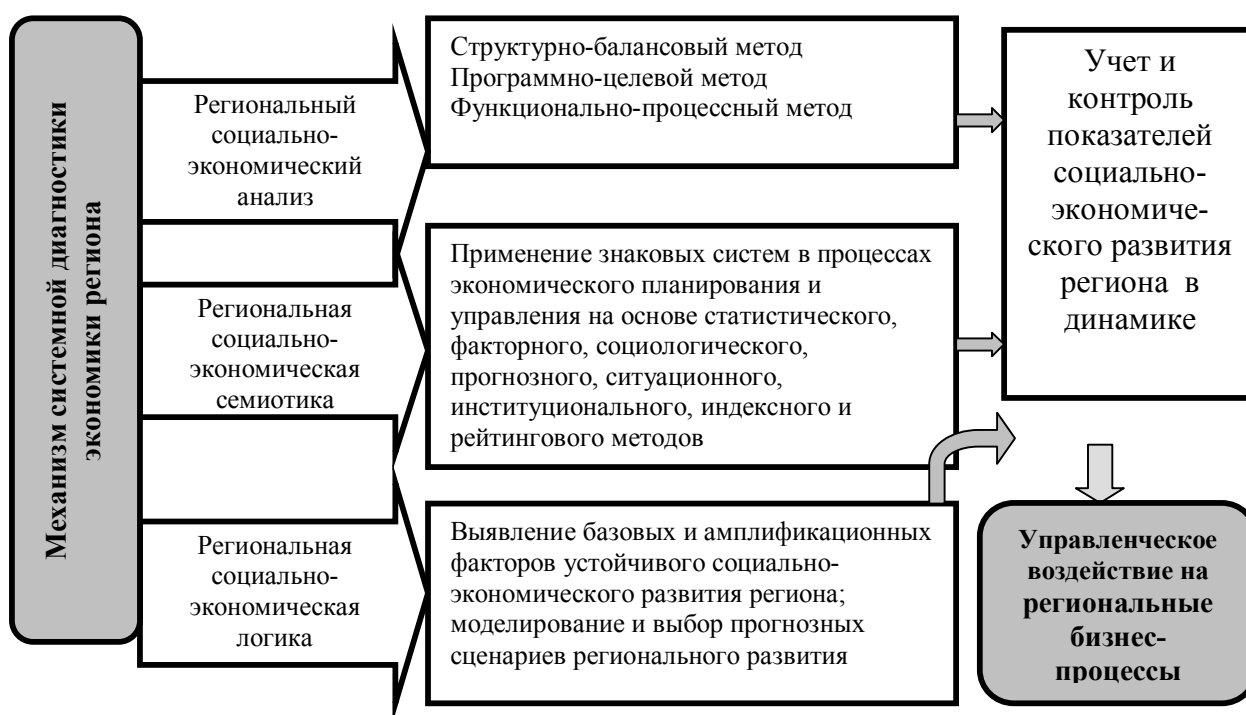 Механизм системной диагностики
экономики региона
Региональный
социально-
экономический
анализ
Региональная
социально-
экономическая
семиотика
Региональная
социально-
экономическая
логика
Структурно-балансовый метод
Программно-целевой метод
Функционально-процессный метод
Применение знаковых систем в процессах
экономического планирования и
управления на основе статистического,
факторного, социологического,
прогнозного, ситуационного,
институционального, индексного и
рейтингового методов
Выявление базовых и амплификационных
факторов устойчивого социально-
экономического развития региона;
моделирование и выбор прогнозных
сценариев регионального развития
Учет и
контроль
показателей
социально-
экономиче-
ского развития
региона в
динамике
Управленческое
воздействие на
региональные
бизнес-
процессы